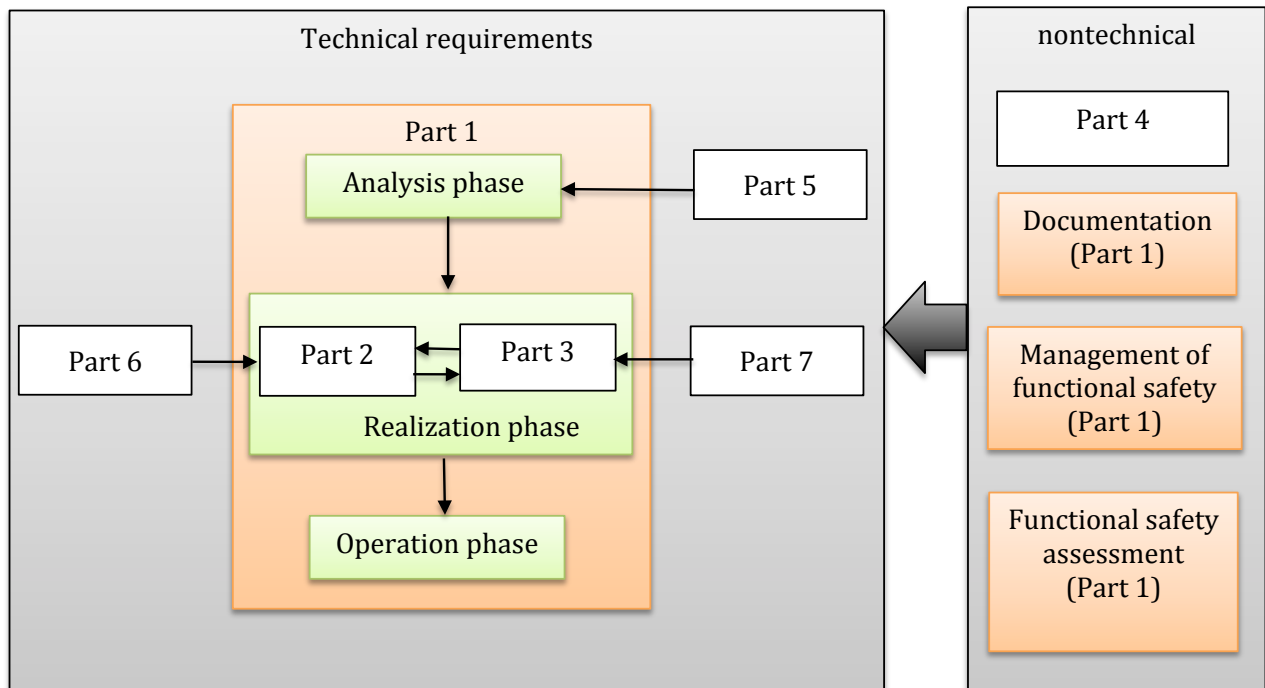 Technical requirements
Part 1
Analysis phase
Part 5
Part 6
Part 2
Part 3
Part 7
Realization phase
Operation phase
nontechnical
Part 4
Documentation
(Part 1)
Management of
functional safety
(Part 1)
Functional safety
assessment
(Part 1)